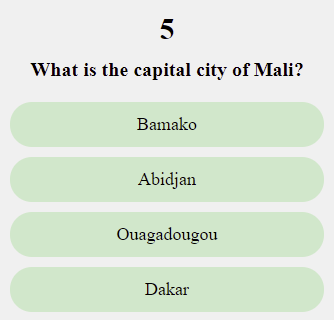 5
What is the capital city of Mali?
Bamako
Abidjan
Ouagadougou
Dakar